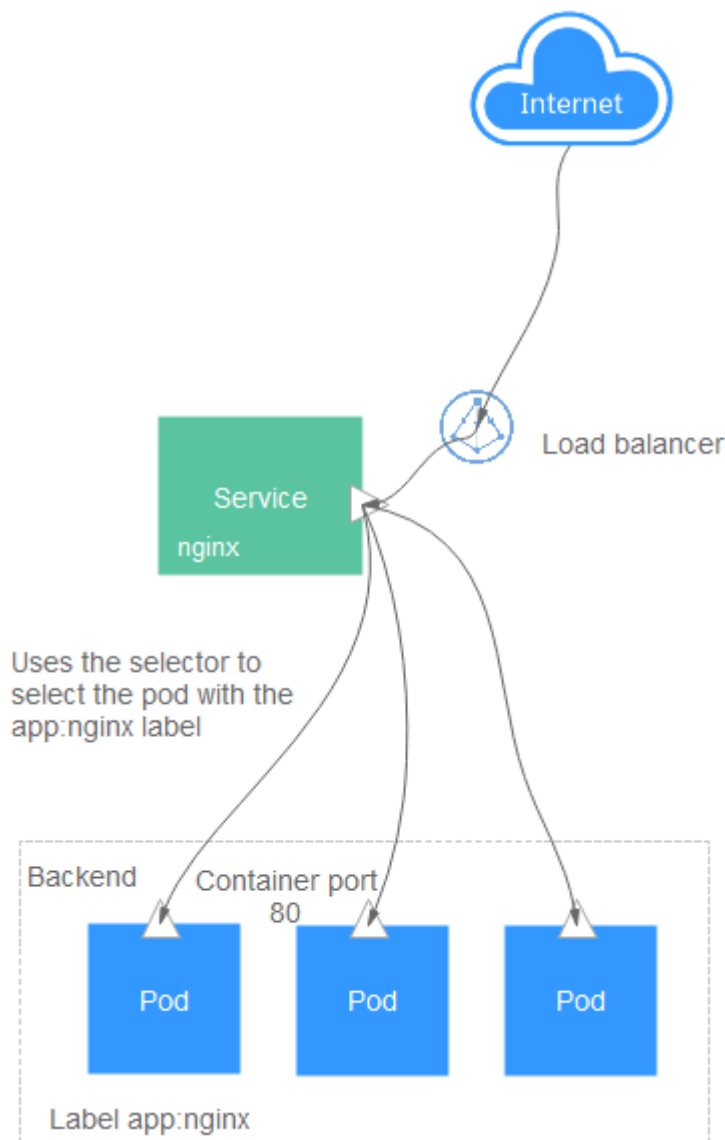 Internet
Load balancer
Service
nginx
Uses the selector to
select the pod with the
app:nginx label
Backend
Container port
80
Pod
Pod
Pod
Label app:nginx